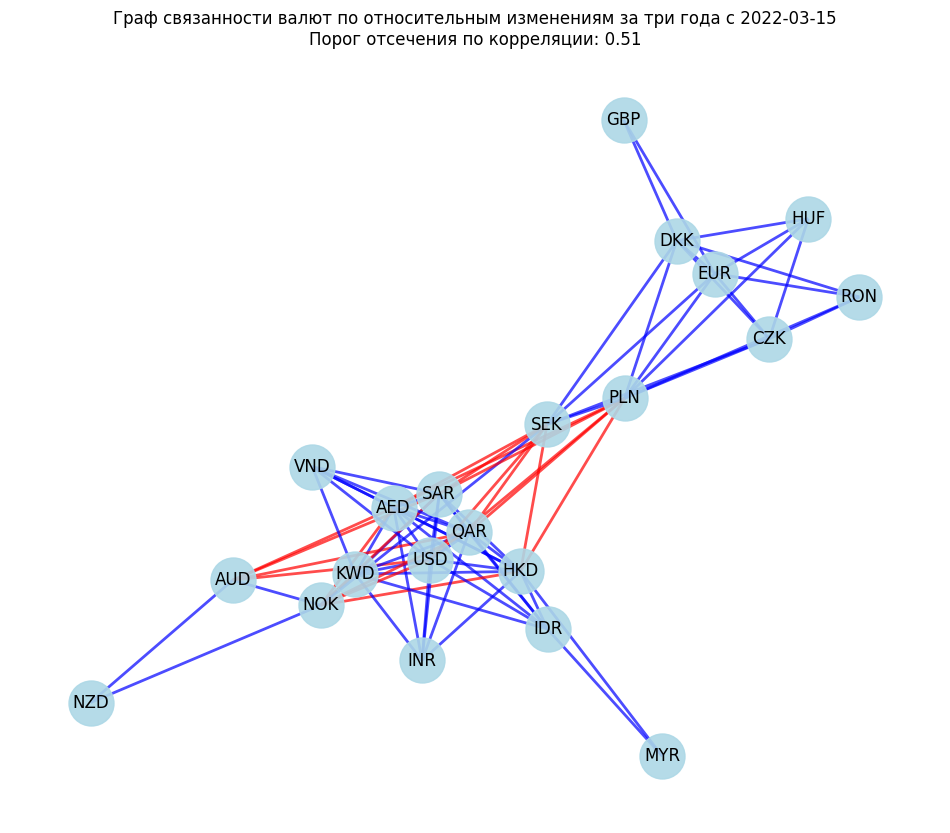 Граф связанности валют по относительным изменениям за три года с 2022-03-15
Порог отсечения по корреляции: 0.51
GBP
HUF
DKK
EUR
RON
CZK
PLN
SEK
VND
SAR
AED
QAR
USD
HKD
KWD
AUD
NOK
IDR
INR
NZD
MYR